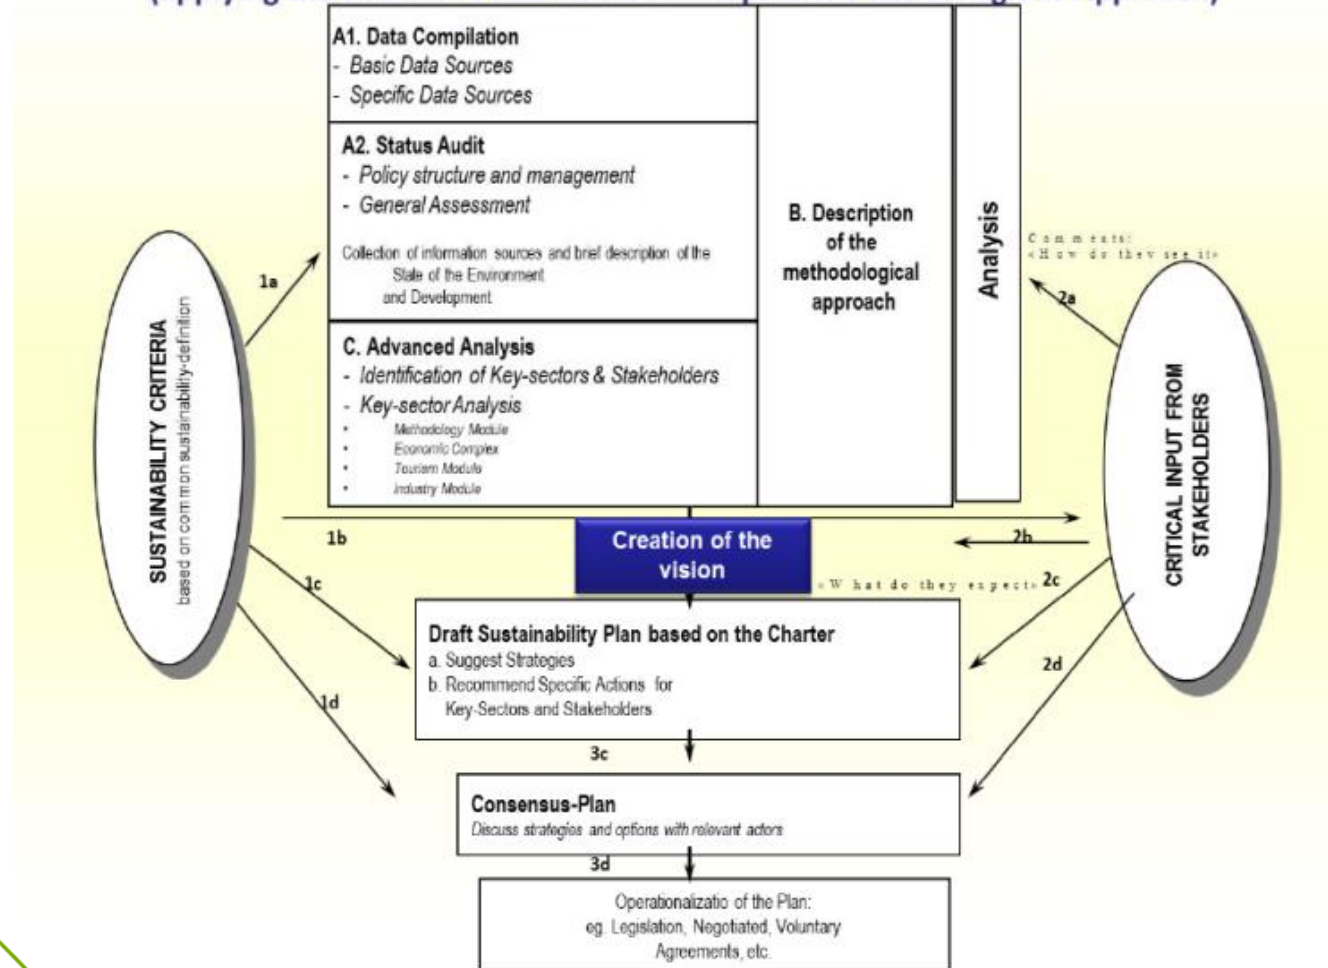 A1. Data Compilation
- Basic Data Sources
- Specific Data Sources
A2. Status Audit
- Policy structure and management
- General Assessment
Collection of information sources and brief description of the
State of the Environment
and Development
C. Advanced Analysis
- Identification of Key-sectors & Stakeholders
- Key-sector Analysis
• Methodology Module
• Economic Complex
• Tourism Module
• Industry Module
B. Description
of the
methodological
approach
Analysis
Comments:
«How do they see it»
SUSTAINABILITY CRITERIA
based on common sustainability-definition
CRITICAL INPUT FROM
STAKEHOLDERS
1a
2a
1b
2b
Creation of the
vision
1c
«What do they expect»
2c
Draft Sustainability Plan based on the Charter
a. Suggest Strategies
b. Recommend Specific Actions for
Key-Sectors and Stakeholders
1d
2d
3c
Consensus-Plan
Discuss strategies and options with relevant actors
3d
Operationalizatio of the Plan:
eg. Legislation, Negotiated, Voluntary
Agreements, etc.